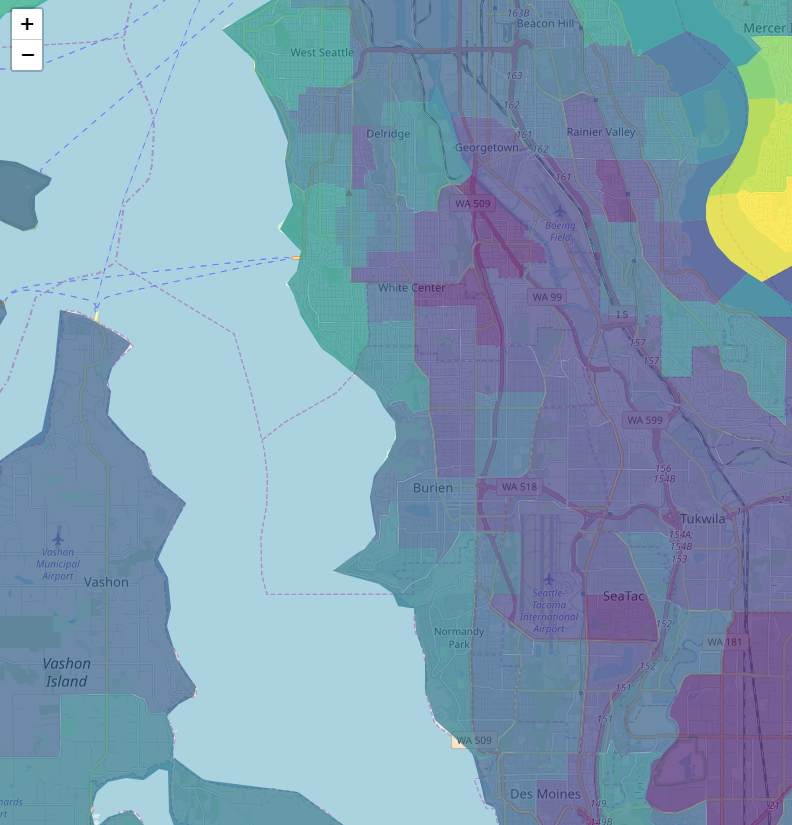 +
−
163B
Beacon Hill
Mercer
West Seattle
163
162
Delridge
161
Rainier Valley
Georgetown
162
161
WA 509
Boeing
Field
White Center
WA 99
I 5
157
157
WA 599
156
154B
Burien
WA 518
Tukwila
154A,
154B
153
Vashon
Municipal
Airport
Vashon
Seattle-
Tacoma
International
Airport
SeaTac
152
Normandy
Park
WA 181
Vashon
Island
152
151
151
WA 509
Des Moines
149
149B
21